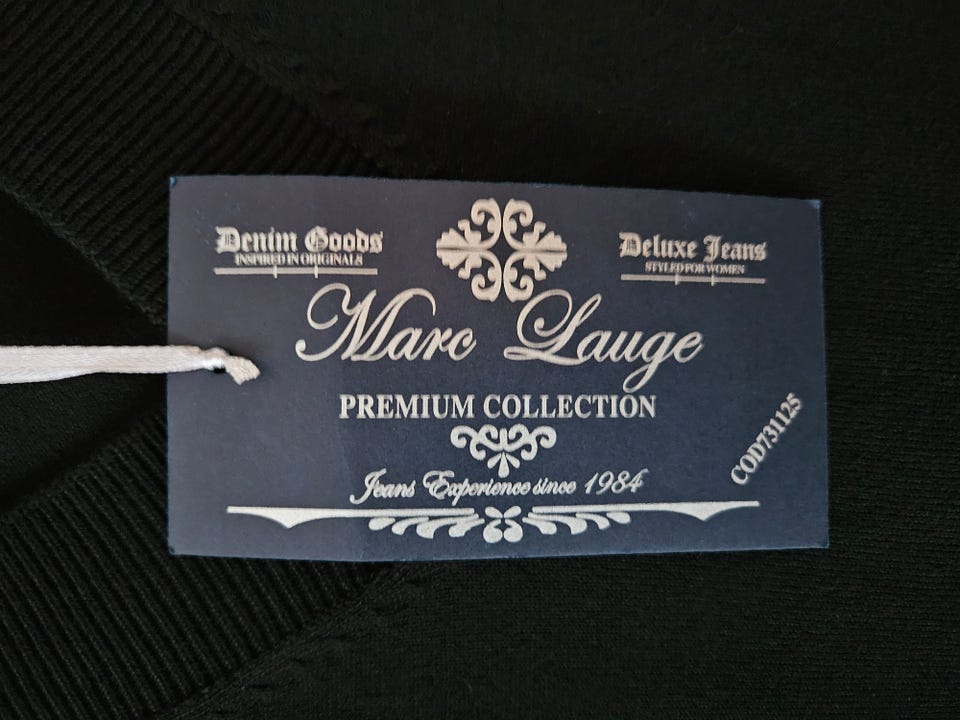 Denim Goods
INSPIRED IN ORIGINALS
Deluxe Jeans
STYLED FOR WOMEN
Marc Lauge
PREMIUM COLLECTION
Jeans Experience since 1984
COD731125